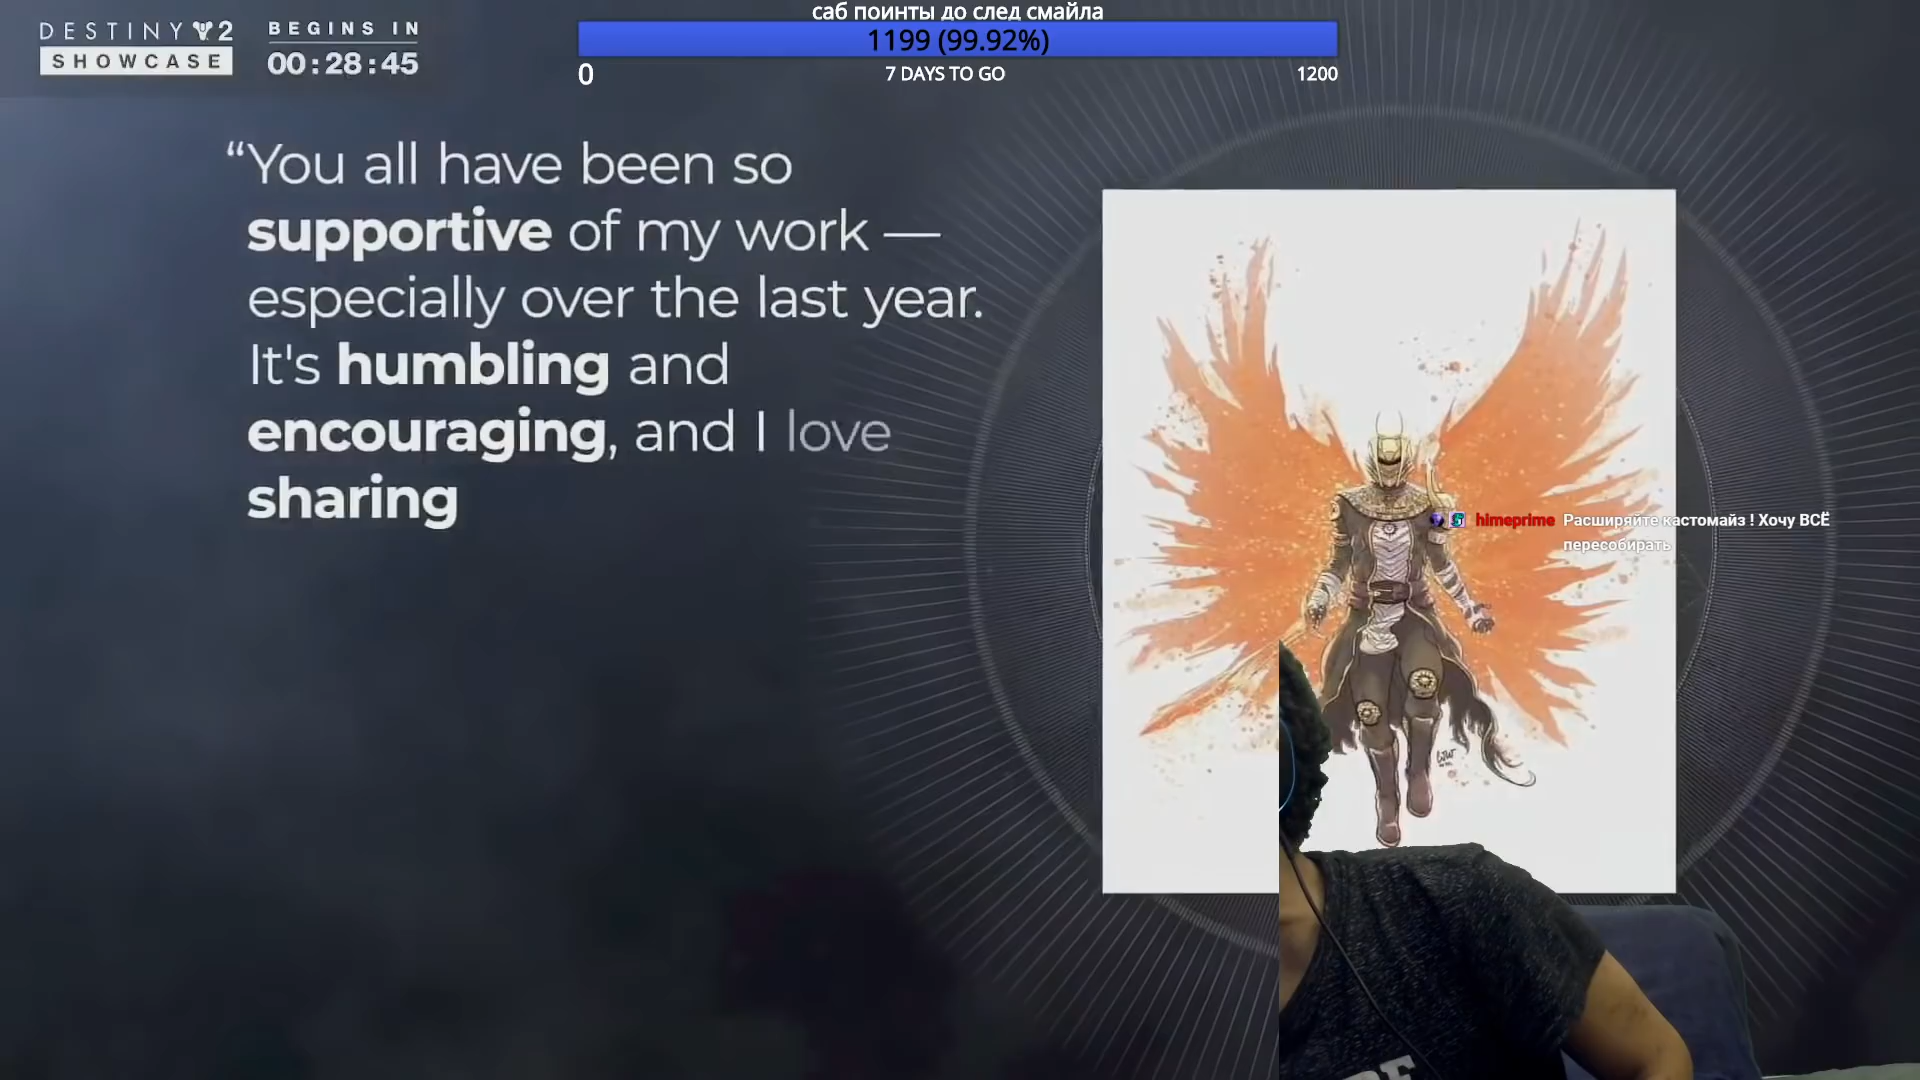 DESTINY 2
SHOWCASE
BEGINS IN
00:28:45
саб поинты до след смайла
1199 (99.92%)
0
7 DAYS TO GO
1200
“You all have been so
supportive of my work —
especially over the last year.
It's humbling and
encouraging, and I love
sharing
himeprime Расширяйте кастомайз ! Хочу ВСЁ
пересобирать